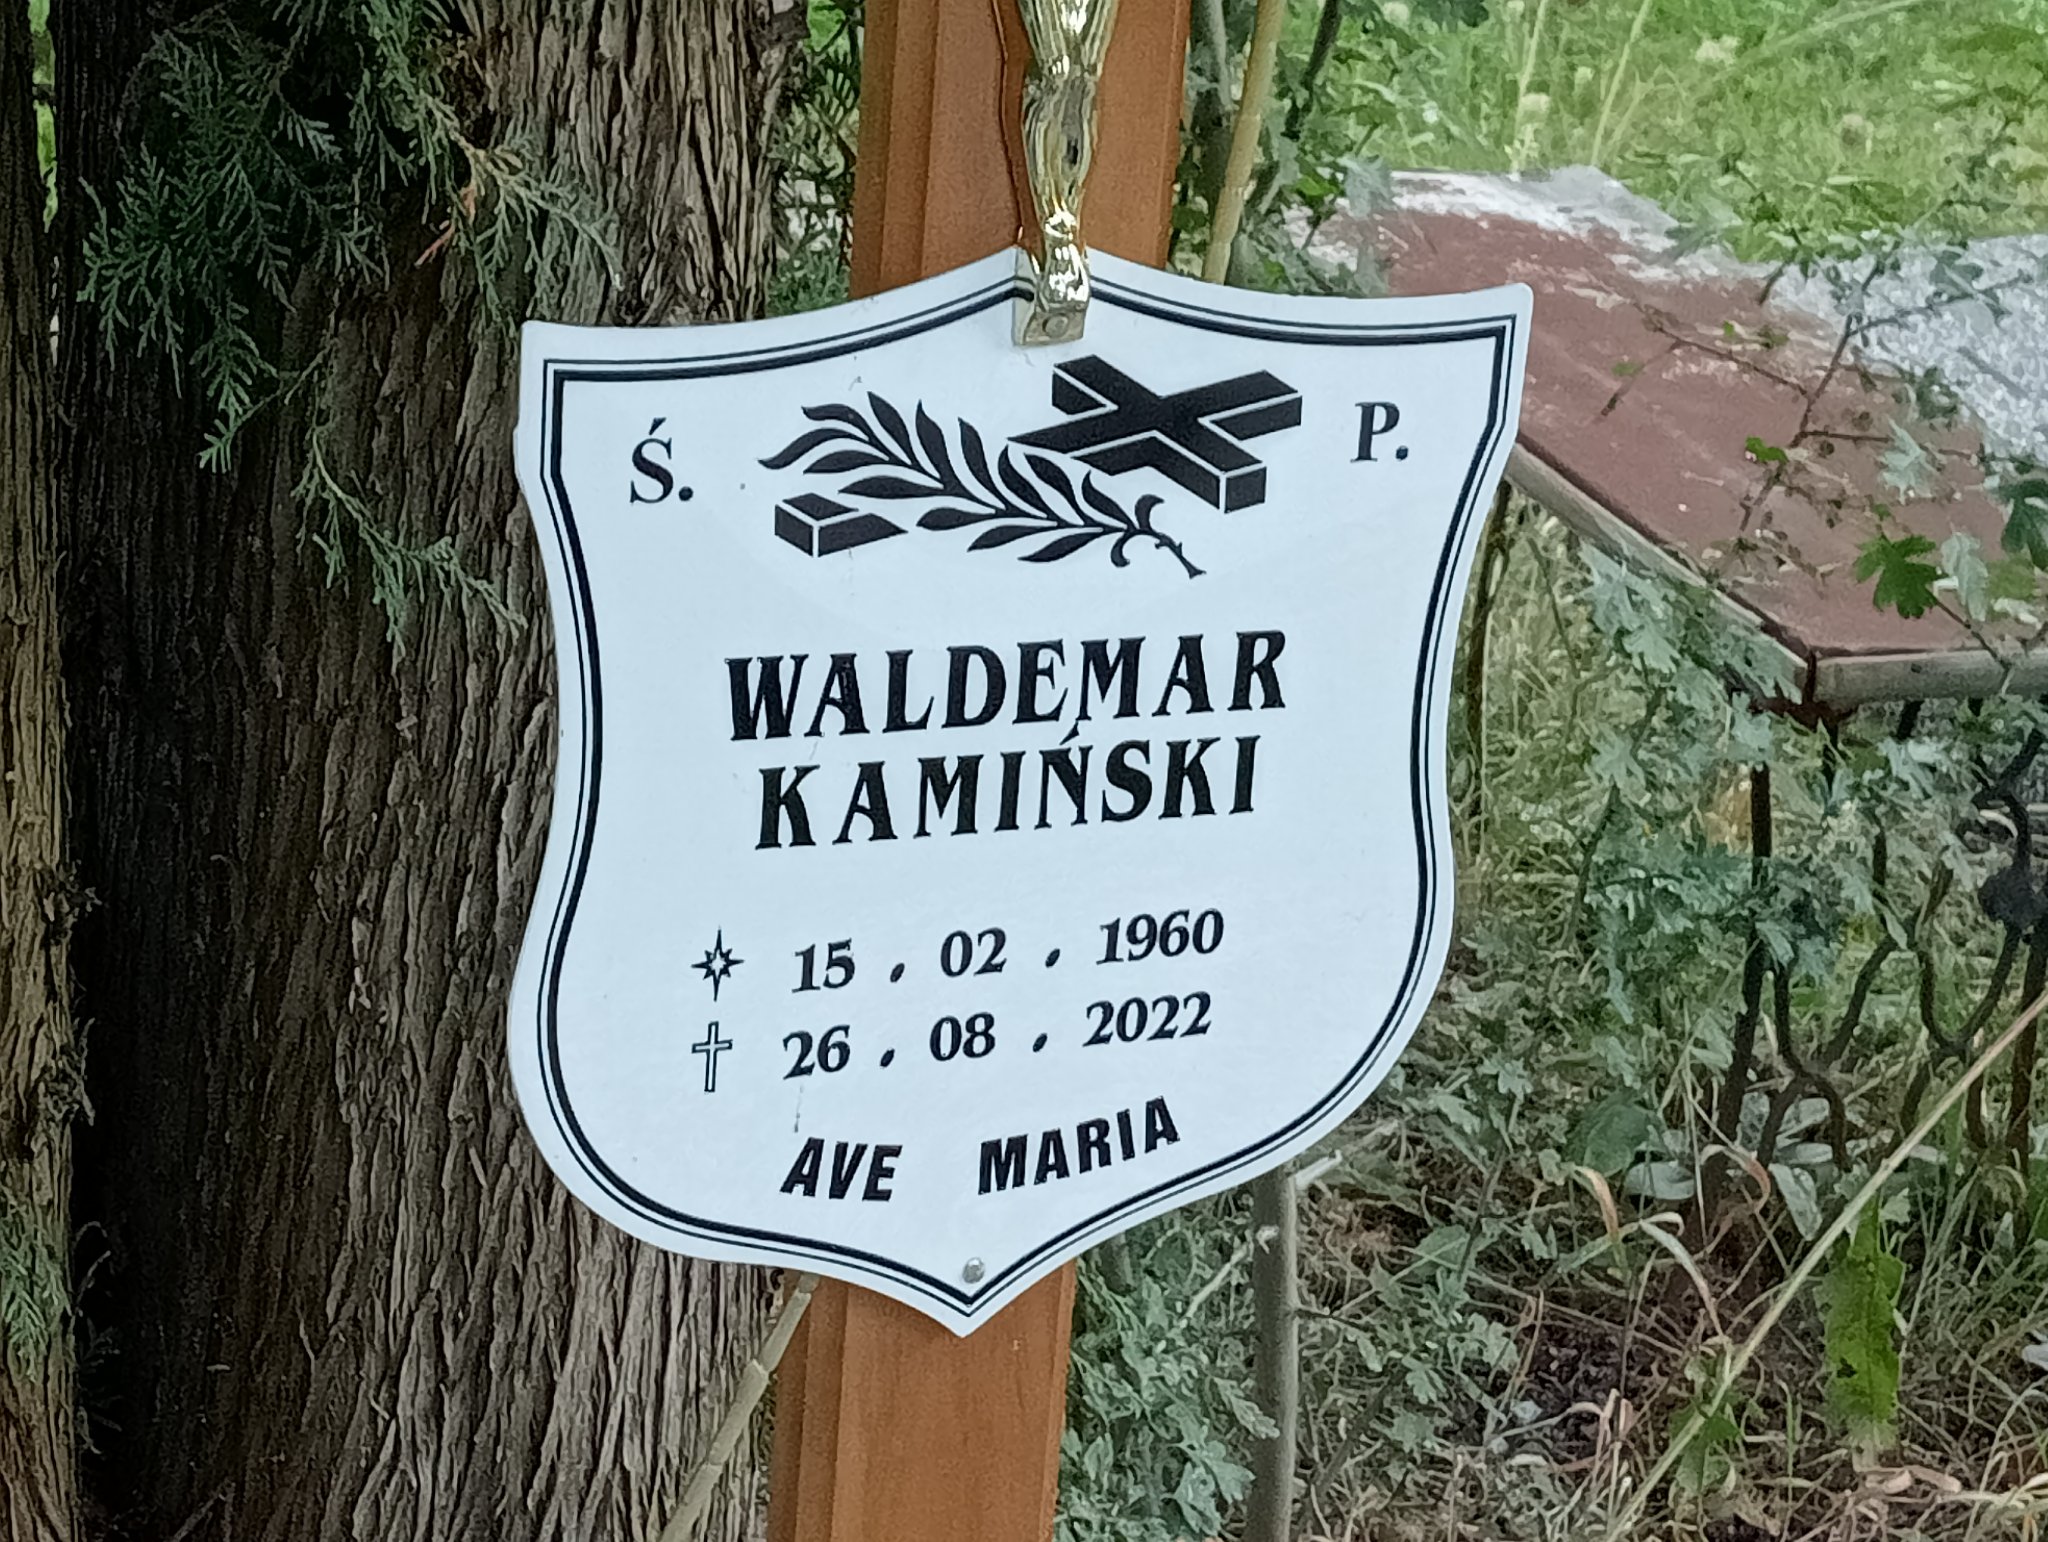 Ś. P.
WALDEMAR
KAMIŃSKI
15 . 02 . 1960
26 . 08 . 2022
AVE MARIA